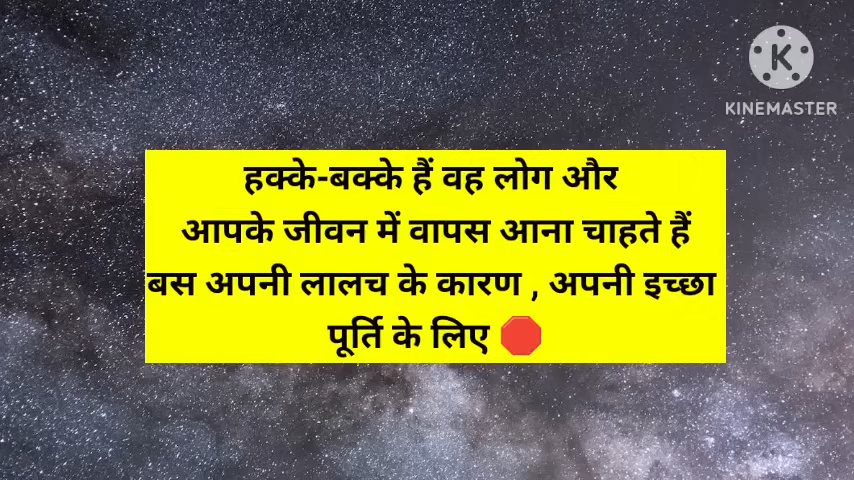 K
KINEMASTER
हक्के-बक्के हैं वह लोग और
आपके जीवन में वापस आना चाहते हैं
बस अपनी लालच के कारण , अपनी इच्छा
पूर्ति के लिए 🛑